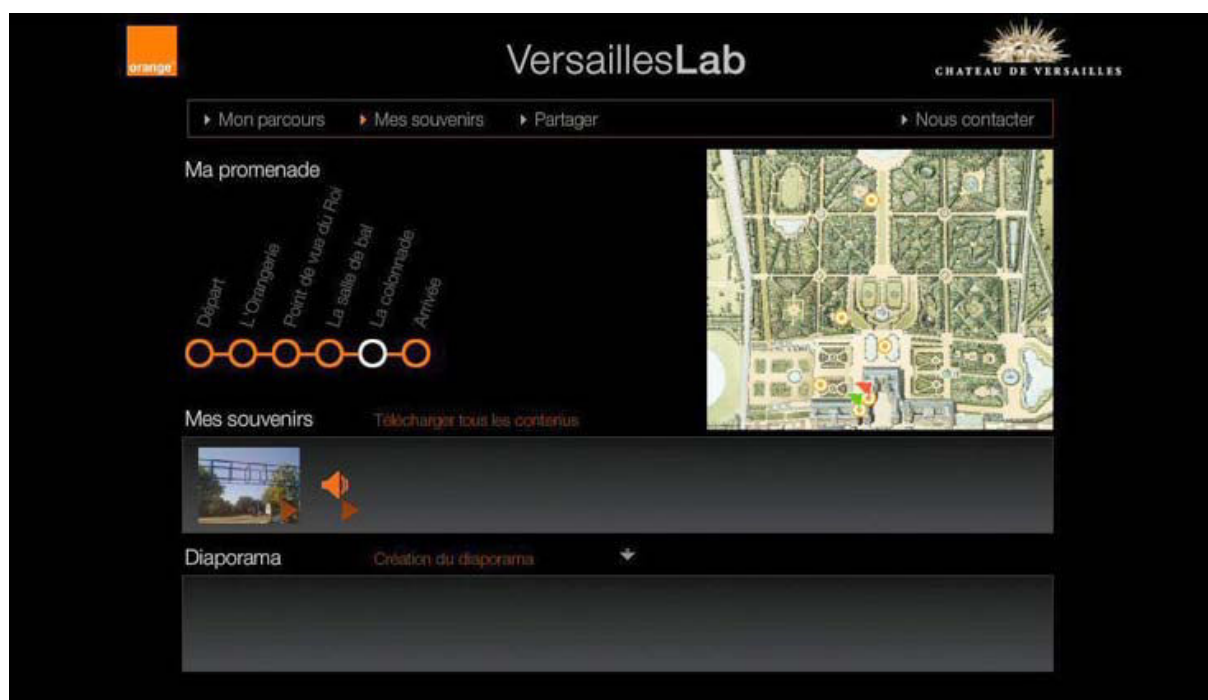 orange
VersaillesLab
CHATEAU DE VERSAILLES
Mon parcours
Mes souvenirs
Partager
Nous contacter
Ma promenade
Départ
L'Orangerie
Point de vue du Roi
La salle de bal
La colonnade
Arrivée
Mes souvenirs
Télécharger tous les contenus
Diaporama
Création du diaporama